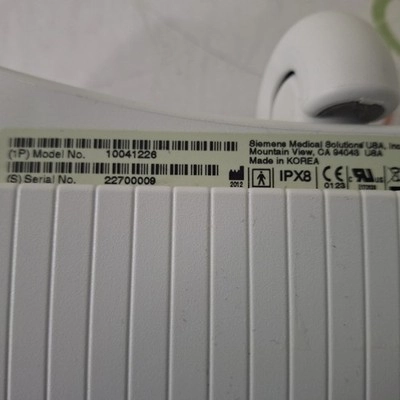 (1P) Model No. 10041226
(S) Serial No. 22700009
Siemens Medical Solutions USA, Inc
Mountain View, CA 94043 USA
Made in KOREA
2012
IPX8
CE
0123
c US